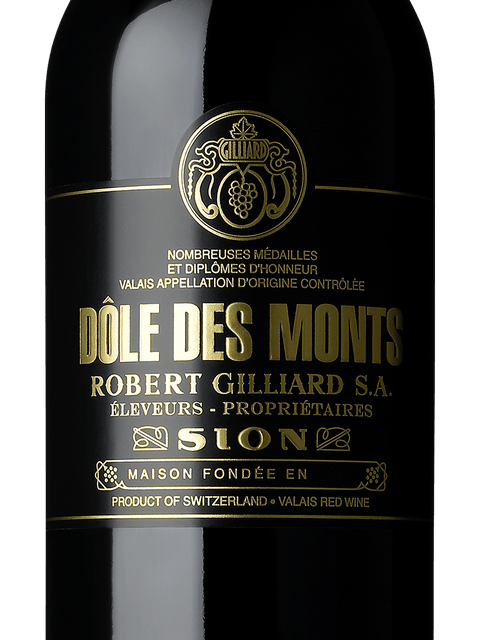 GILLIARD
NOMBREUSES MÉDAILLES
ET DIPLÔMES D'HONNEUR
VALAIS APPELLATION D'ORIGINE CONTRÔLÉE
DÔLE DES MONTS
ROBERT GILLIARD S.A.
ÉLEVEURS - PROPRIÉTAIRES
SION
MAISON FONDÉE EN
PRODUCT OF SWITZERLAND • VALAIS RED WINE